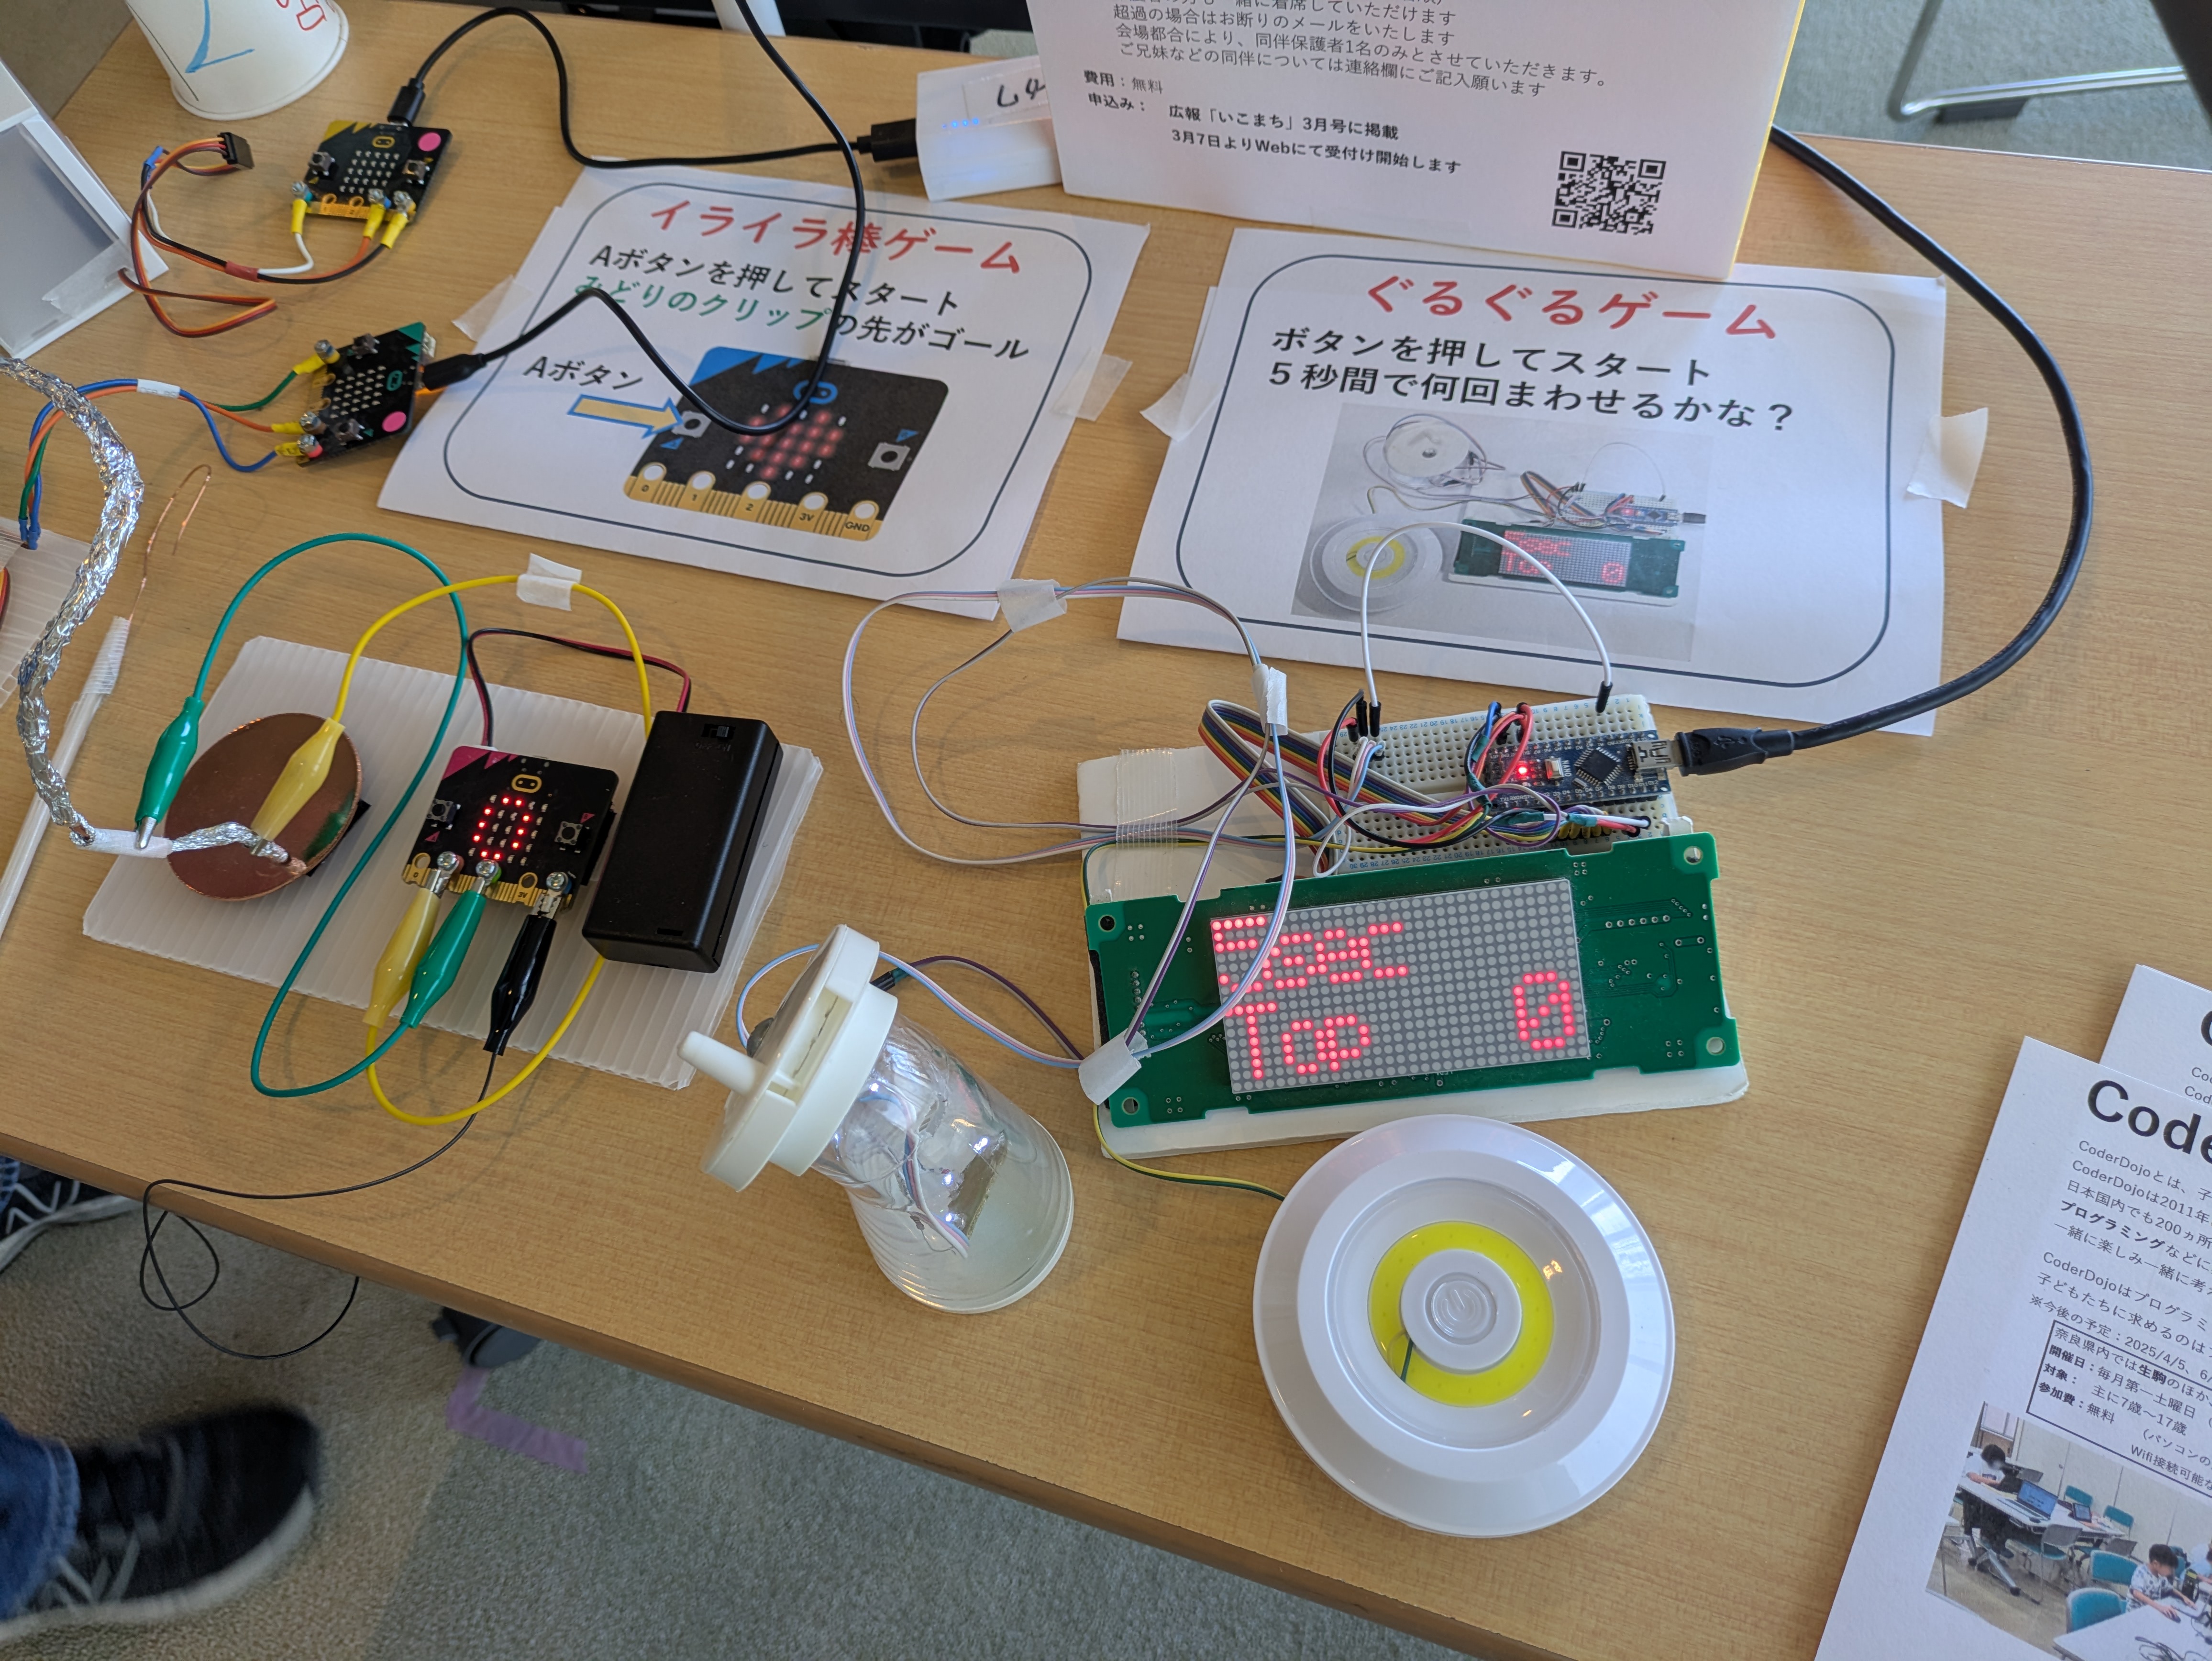 超過の場合はお断りのメールをいたします
会場都合により、同伴保護者1名のみとさせていただきます。
ご兄妹などの同伴については連絡欄にご記入願います
費用：無料
申込み： 広報「いこまち」3月号に掲載
3月7日よりWebにて受付け開始します
イライラ棒ゲーム
Aボタンを押してスタート
みどりのクリップの先がゴール
Aボタン
0 1 2 3V GND
ぐるぐるゲーム
ボタンを押してスタート
５秒間で何回まわせるかな？
5sec
Top 0
5sec
Top 0
CoderDojoとは、子
CoderDojoは2011年
日本国内でも200ヵ所
プログラミングなどに
一緒に楽しみ一緒に考
CoderDojoはプログラミ
子どもたちに求めるのは
※今後の予定：2025/4/5、6/
奈良県内では生駒のほか
開催日：毎月第一土曜日
対象： 主に7歳～17歳
参加費：無料
(パソコンの
Wifi接続可能